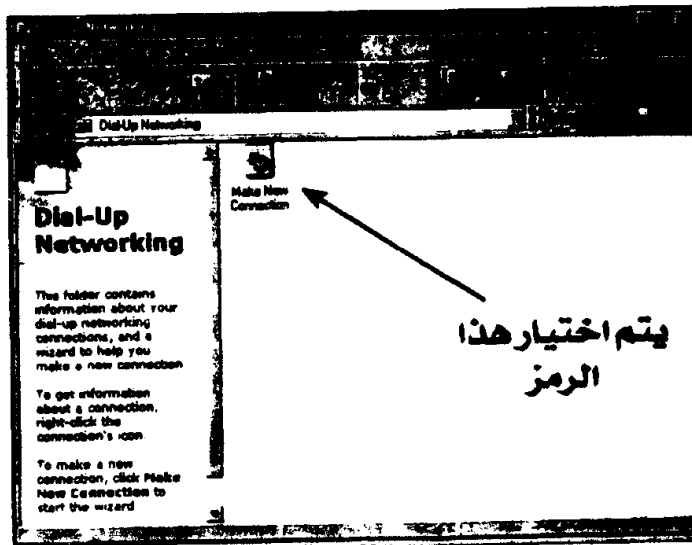 Dial-Up Networking
Make New
Connection
Dial-Up
Networking
This folder contains
information about your
dial-up networking
connections, and a
wizard to help you
make a new connection
To get information
about a connection,
right-click the
connection's icon
To make a new
connection, click Make
New Connection to
start the wizard
يتم اختيار هذا
الرمز